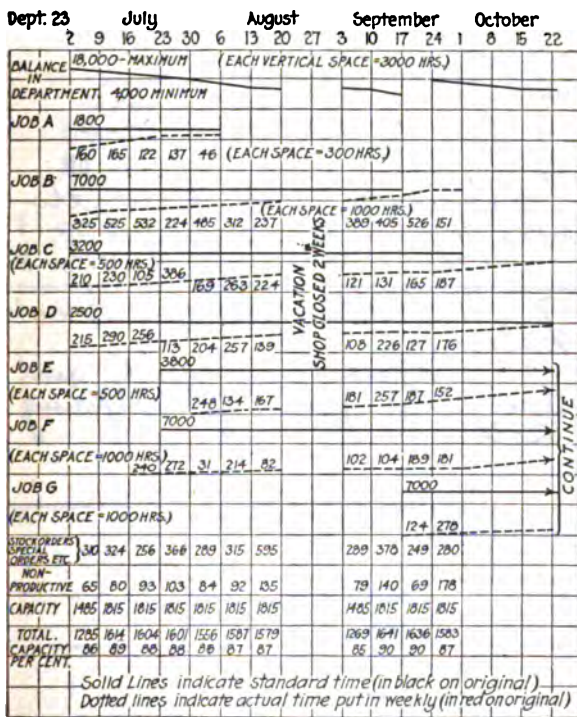 Dept. 23 July August September October
2 9 16 23 30 6 13 20 27 3 10 17 24 1 8 15 22
BALANCE IN DEPARTMENT. 18,000-MAXIMUM (EACH VERTICAL SPACE = 3000 HRS.)
4,000 MINIMUM
JOB A 1800
160 165 122 137 46 (EACH SPACE = 300 HRS.)
JOB B 7000
(EACH SPACE = 1000 HRS.)
325 525 532 224 485 312 237 389 405 526 151
JOB C 3200
(EACH SPACE = 500 HRS.)
210 230 105 386 169 263 224 121 131 165 187
VACATION
SHOP CLOSED 2 WEEKS
JOB D 2500
215 290 256 113 204 257 189 108 226 127 176
JOB E 3800
(EACH SPACE = 500 HRS.)
248 134 167 181 257 187 152
JOB F 7000
(EACH SPACE = 1000 HRS.)
240 272 31 214 82 102 104 189 181
JOB G 7000
(EACH SPACE = 1000 HRS.)
124 278
CONTINUE
STOCK ORDERS SPECIAL ORDERS ETC. } 310 324 256 366 289 315 595 289 378 249 280
NON-PRODUCTIVE 65 80 93 103 84 92 135 79 140 69 178
CAPACITY 1485 1815 1815 1815 1815 1815 1815 1485 1815 1815 1815
TOTAL. 1285 1614 1604 1601 1556 1587 1579 1269 1641 1636 1583
CAPACITY PER CENT. 86 89 88 88 86 87 87 85 90 90 87
Solid Lines indicate standard time (in black on original)
Dotted lines indicate actual time put in weekly (in red on original)